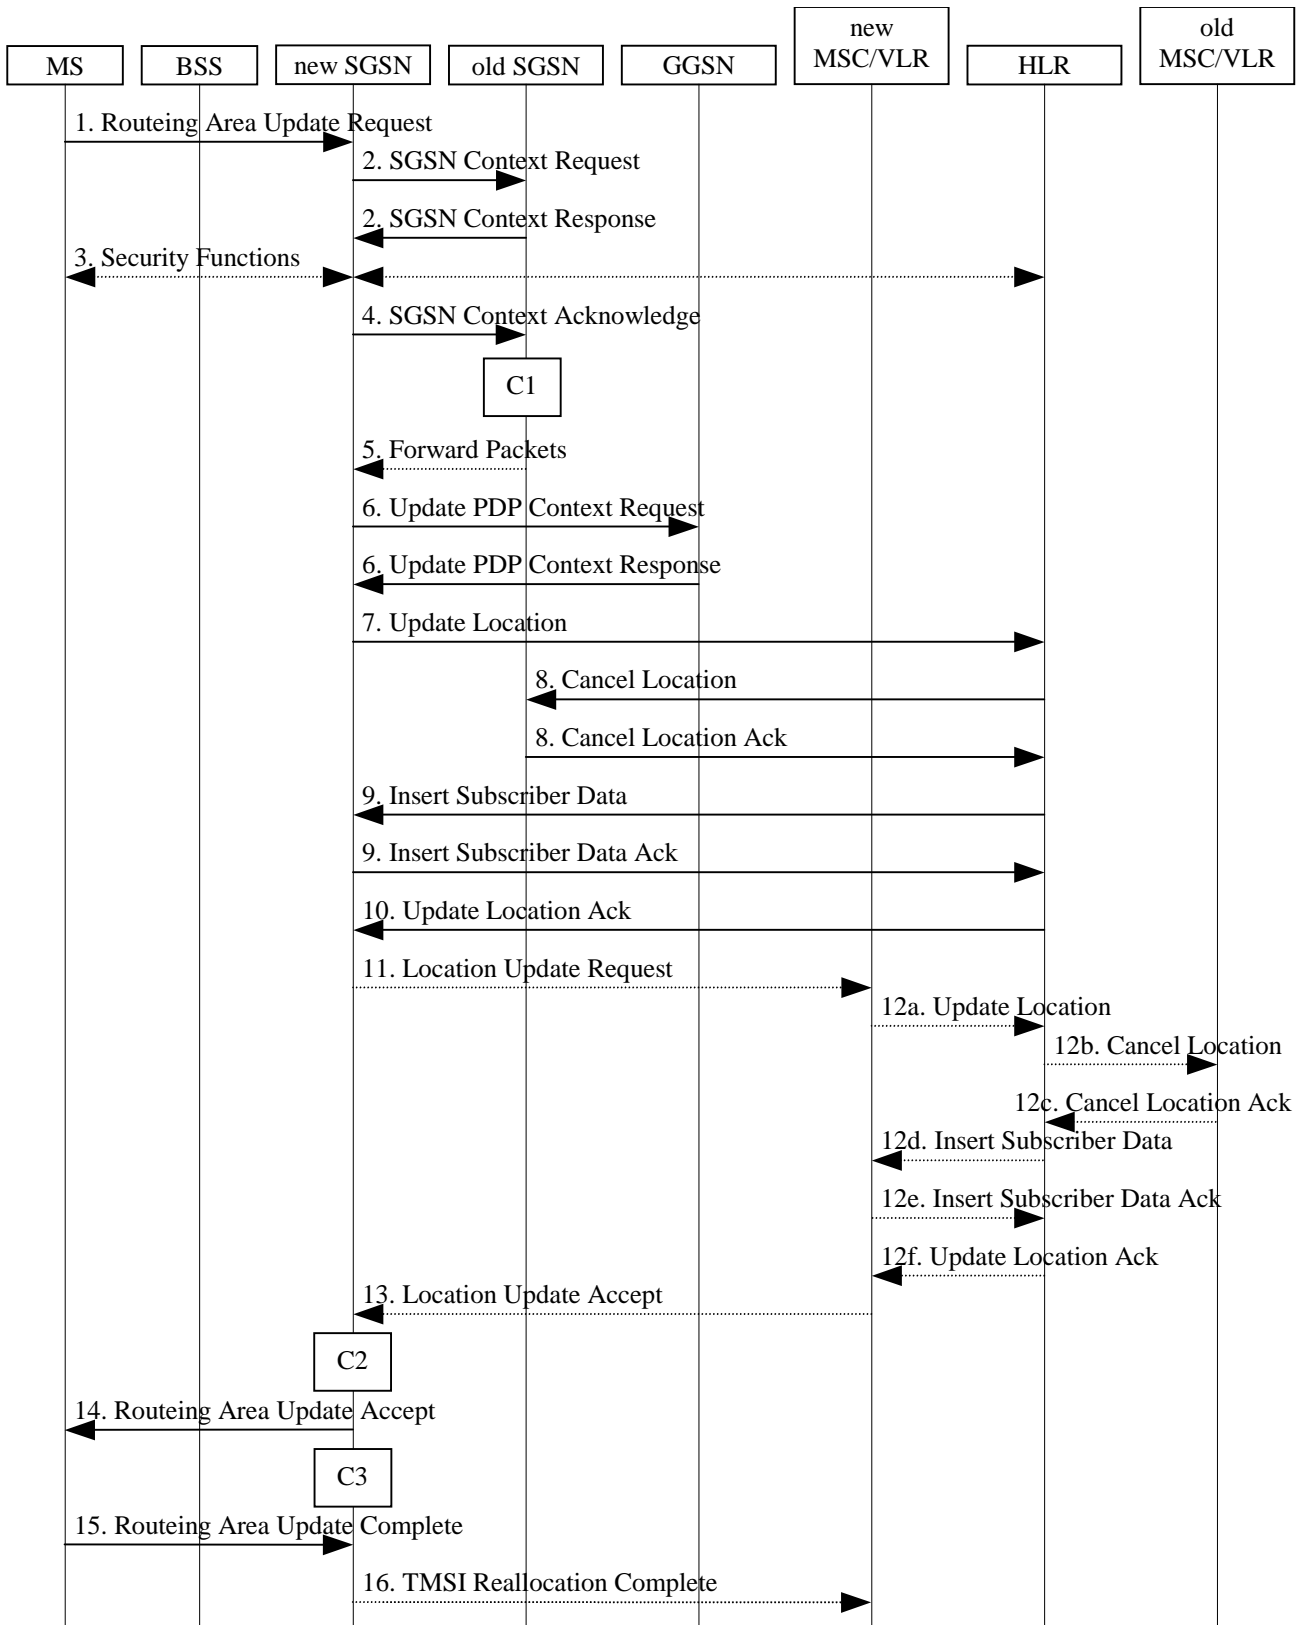 new
MSC/VLR
old
MSC/VLR
MS
BSS
new SGSN
old SGSN
GGSN
HLR
1. Routeing Area Update Request
2. SGSN Context Request
2. SGSN Context Response
3. Security Functions
4. SGSN Context Acknowledge
C1
5. Forward Packets
6. Update PDP Context Request
6. Update PDP Context Response
7. Update Location
8. Cancel Location
8. Cancel Location Ack
9. Insert Subscriber Data
9. Insert Subscriber Data Ack
10. Update Location Ack
11. Location Update Request
12a. Update Location
12b. Cancel Location
12c. Cancel Location Ack
12d. Insert Subscriber Data
12e. Insert Subscriber Data Ack
12f. Update Location Ack
13. Location Update Accept
C2
14. Routeing Area Update Accept
C3
15. Routeing Area Update Complete
16. TMSI Reallocation Complete